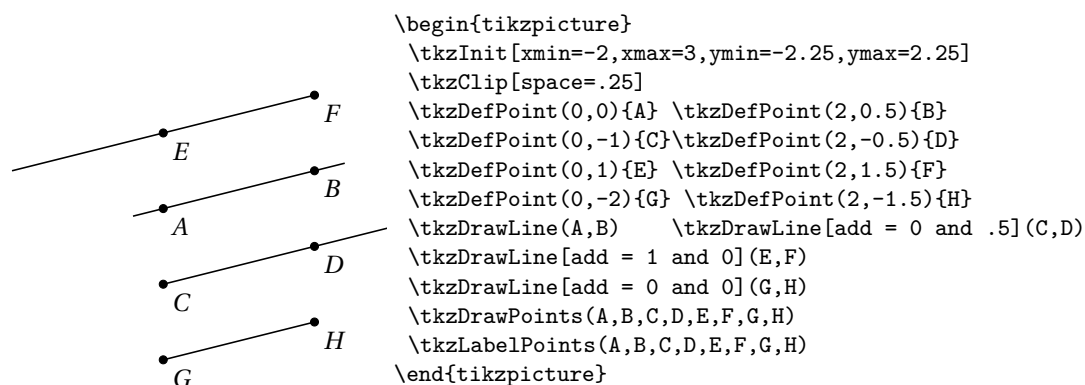 F
E
B
A
D
C
H
G
\begin{tikzpicture}
\tkzInit[xmin=-2,xmax=3,ymin=-2.25,ymax=2.25]
\tkzClip[space=.25]
\tkzDefPoint(0,0){A} \tkzDefPoint(2,0.5){B}
\tkzDefPoint(0,-1){C}\tkzDefPoint(2,-0.5){D}
\tkzDefPoint(0,1){E} \tkzDefPoint(2,1.5){F}
\tkzDefPoint(0,-2){G} \tkzDefPoint(2,-1.5){H}
\tkzDrawLine(A,B)    \tkzDrawLine[add = 0 and .5](C,D)
\tkzDrawLine[add = 1 and 0](E,F)
\tkzDrawLine[add = 0 and 0](G,H)
\tkzDrawPoints(A,B,C,D,E,F,G,H)
\tkzLabelPoints(A,B,C,D,E,F,G,H)
\end{tikzpicture}